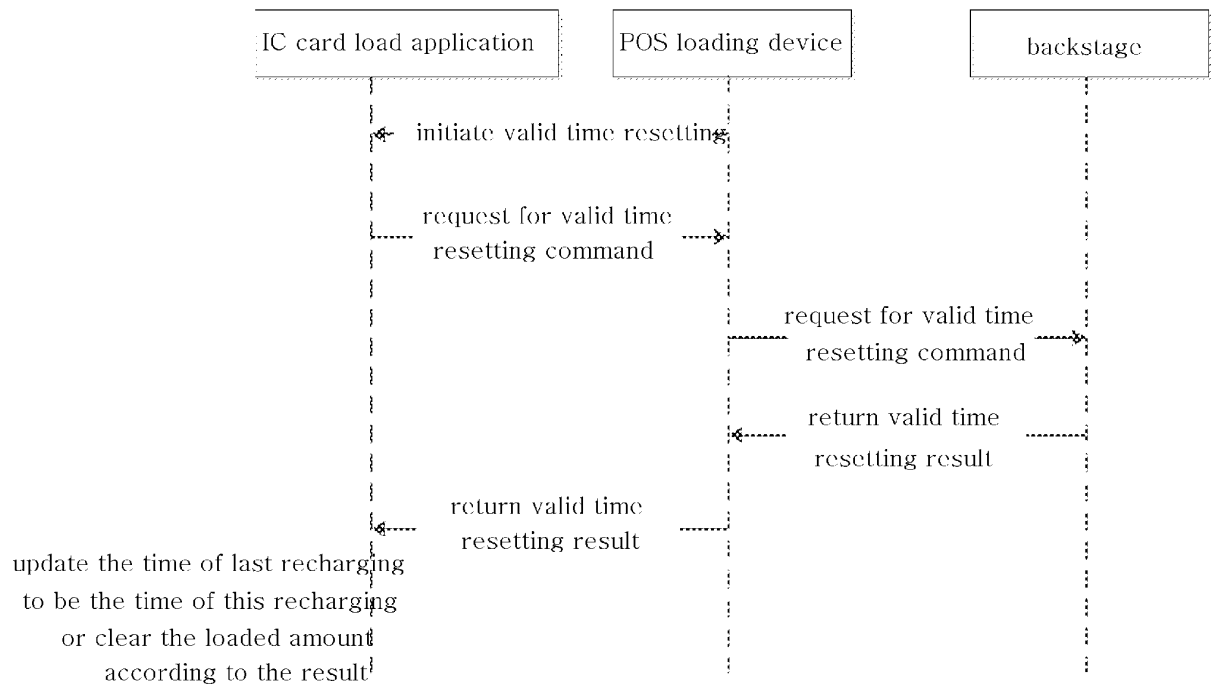 IC card load application
POS loading device
backstage
initiate valid time resetting
request for valid time
resetting command
request for valid time
resetting command
return valid time
resetting result
return valid time
resetting result
update the time of last recharging
to be the time of this recharging
or clear the loaded amount
according to the result